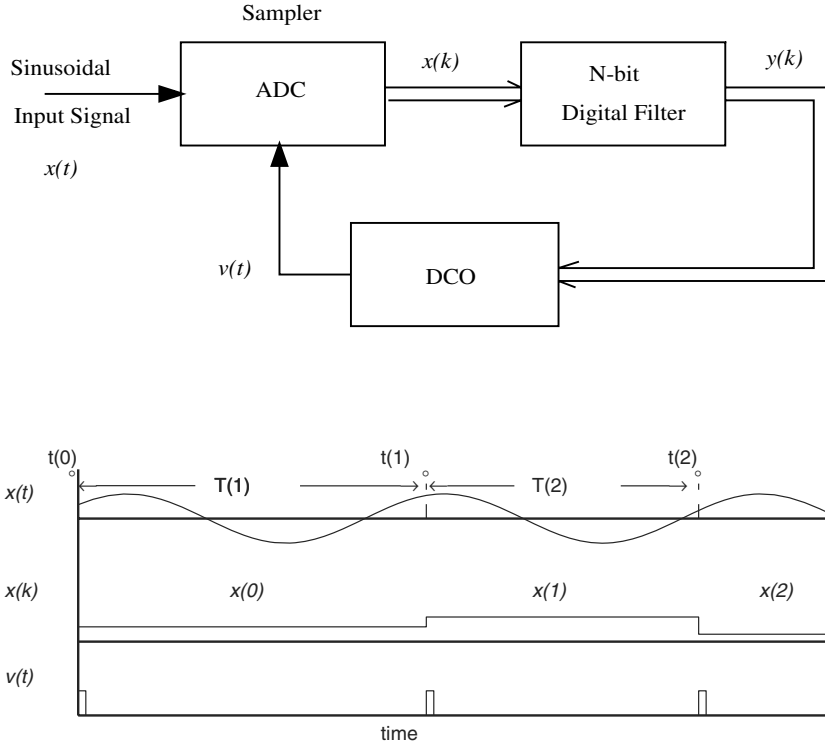 Sampler
Sinusoidal
Input Signal
x(t)
ADC
x(k)
N-bit
Digital Filter
y(k)
v(t)
DCO
t(0)
t(1)
t(2)
T(1)
T(2)
x(t)
x(k)
x(0)
x(1)
x(2)
v(t)
time